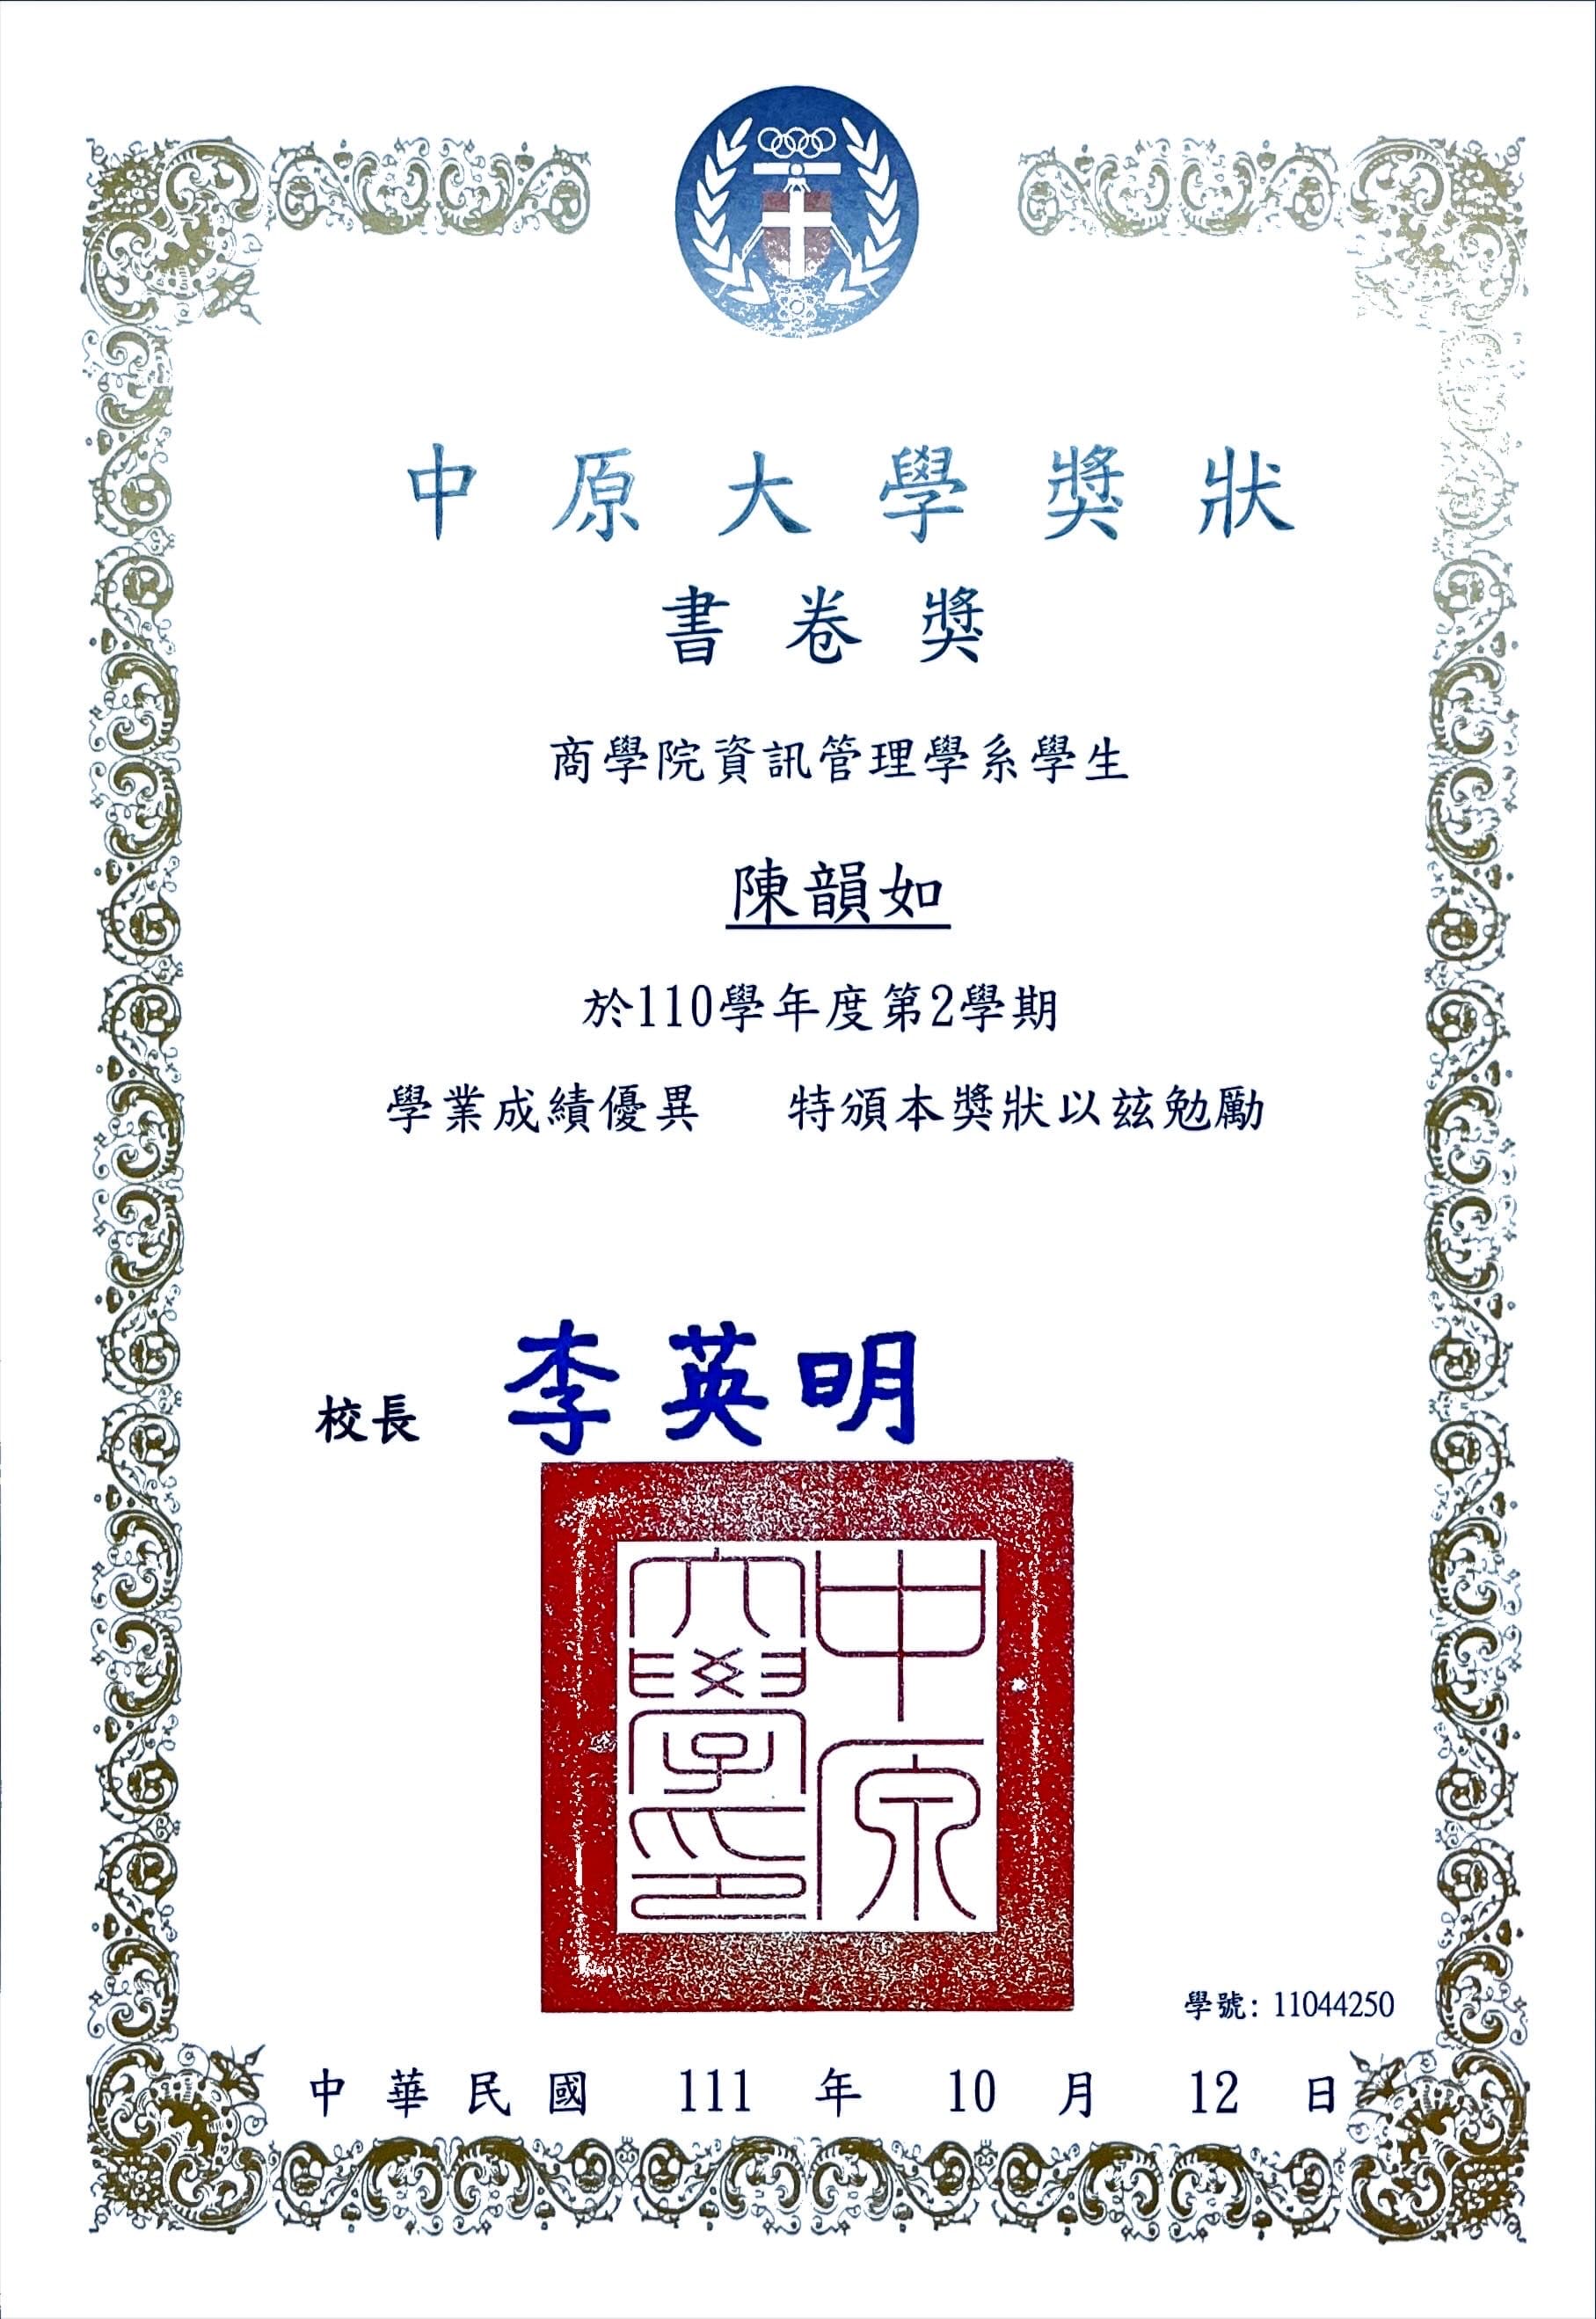 中原大學獎狀
書卷獎
商學院資訊管理學系學生
陳韻如
於110學年度第2學期
學業成績優異 特頒本獎狀以茲勉勵
校長 李英明
中原
大學印
學號: 11044250
中華民國 111 年 10 月 12 日